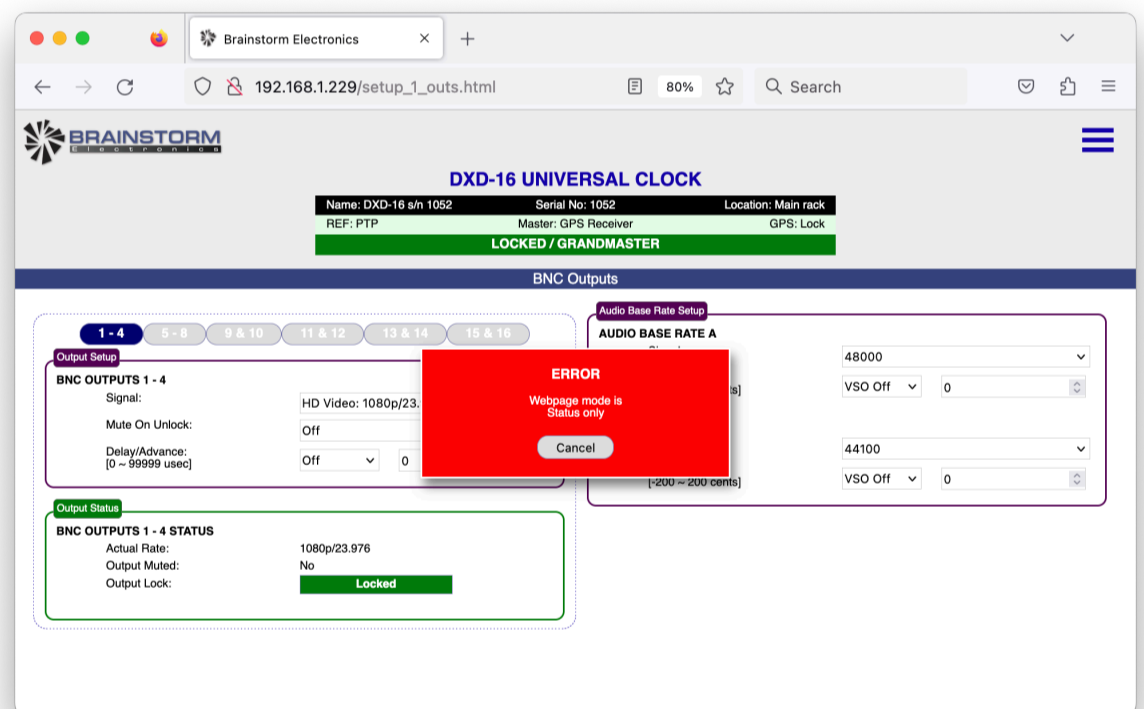 Brainstorm Electronics
192.168.1.229/setup_1_outs.html
80%
Search
BRAINSTORM
Electronics
DXD-16 UNIVERSAL CLOCK
Name: DXD-16 s/n 1052 Serial No: 1052 Location: Main rack
REF: PTP Master: GPS Receiver GPS: Lock
LOCKED / GRANDMASTER
BNC Outputs
1 - 4 5 - 8 9 & 10 11 & 12 13 & 14 15 & 16
Output Setup
BNC OUTPUTS 1 - 4
Signal: HD Video: 1080p/23.
Mute On Unlock: Off
Delay/Advance:
[0 ~ 99999 usec] Off 0
Output Status
BNC OUTPUTS 1 - 4 STATUS
Actual Rate: 1080p/23.976
Output Muted: No
Output Lock: Locked
ERROR
Webpage mode is
Status only
Cancel
Audio Base Rate Setup
AUDIO BASE RATE A
48000
VSO Off 0
44100
[-200 ~ 200 cents] VSO Off 0